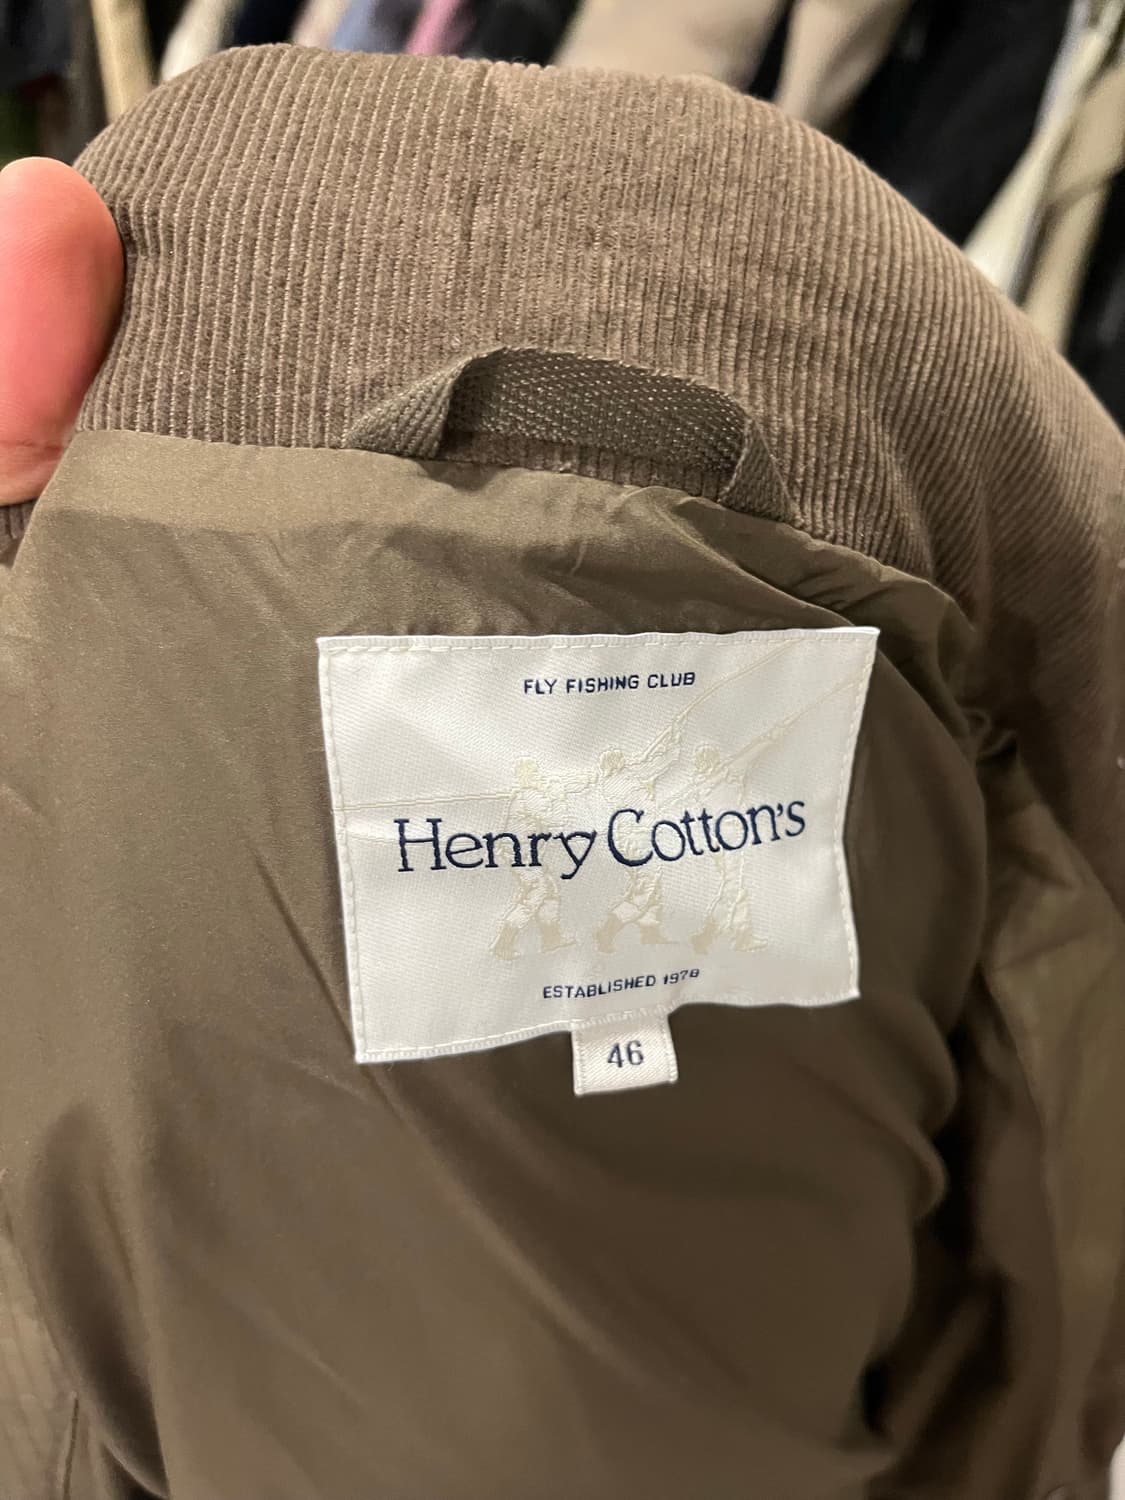 FLY FISHING CLUB
Henry Cotton's
ESTABLISHED 1978
46